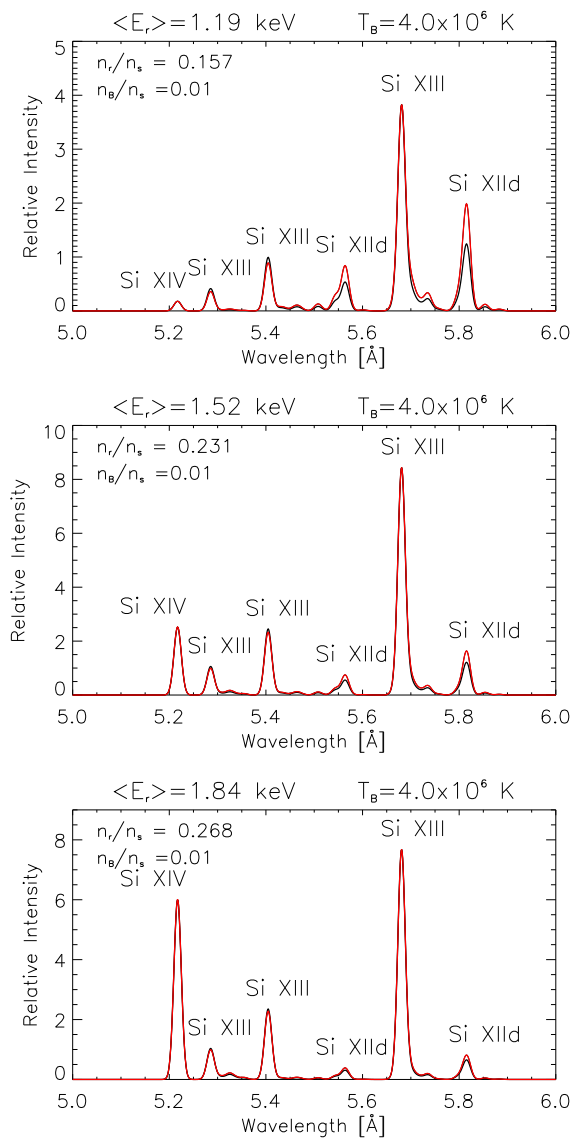 <E_r>=1.19 keV T_B=4.0x10⁶ K
n_r/n_s = 0.157
n_B/n_s =0.01
Si XIII
Si XIId
Si XIII
Si XIII
Si XIId
Si XIV
Relative Intensity
5
4
3
2
1
0
5.0 5.2 5.4 5.6 5.8 6.0
Wavelength [Å]
<E_r>=1.52 keV T_B=4.0x10⁶ K
n_r/n_s = 0.231
n_B/n_s =0.01
Si XIII
Si XIV
Si XIII
Si XIII
Si XIId
Si XIId
Relative Intensity
10
8
6
4
2
0
5.0 5.2 5.4 5.6 5.8 6.0
Wavelength [Å]
<E_r>=1.84 keV T_B=4.0x10⁶ K
n_r/n_s = 0.268
n_B/n_s =0.01
Si XIII
Si XIV
Si XIII
Si XIII
Si XIId
Si XIId
Relative Intensity
8
6
4
2
0
5.0 5.2 5.4 5.6 5.8 6.0
Wavelength [Å]